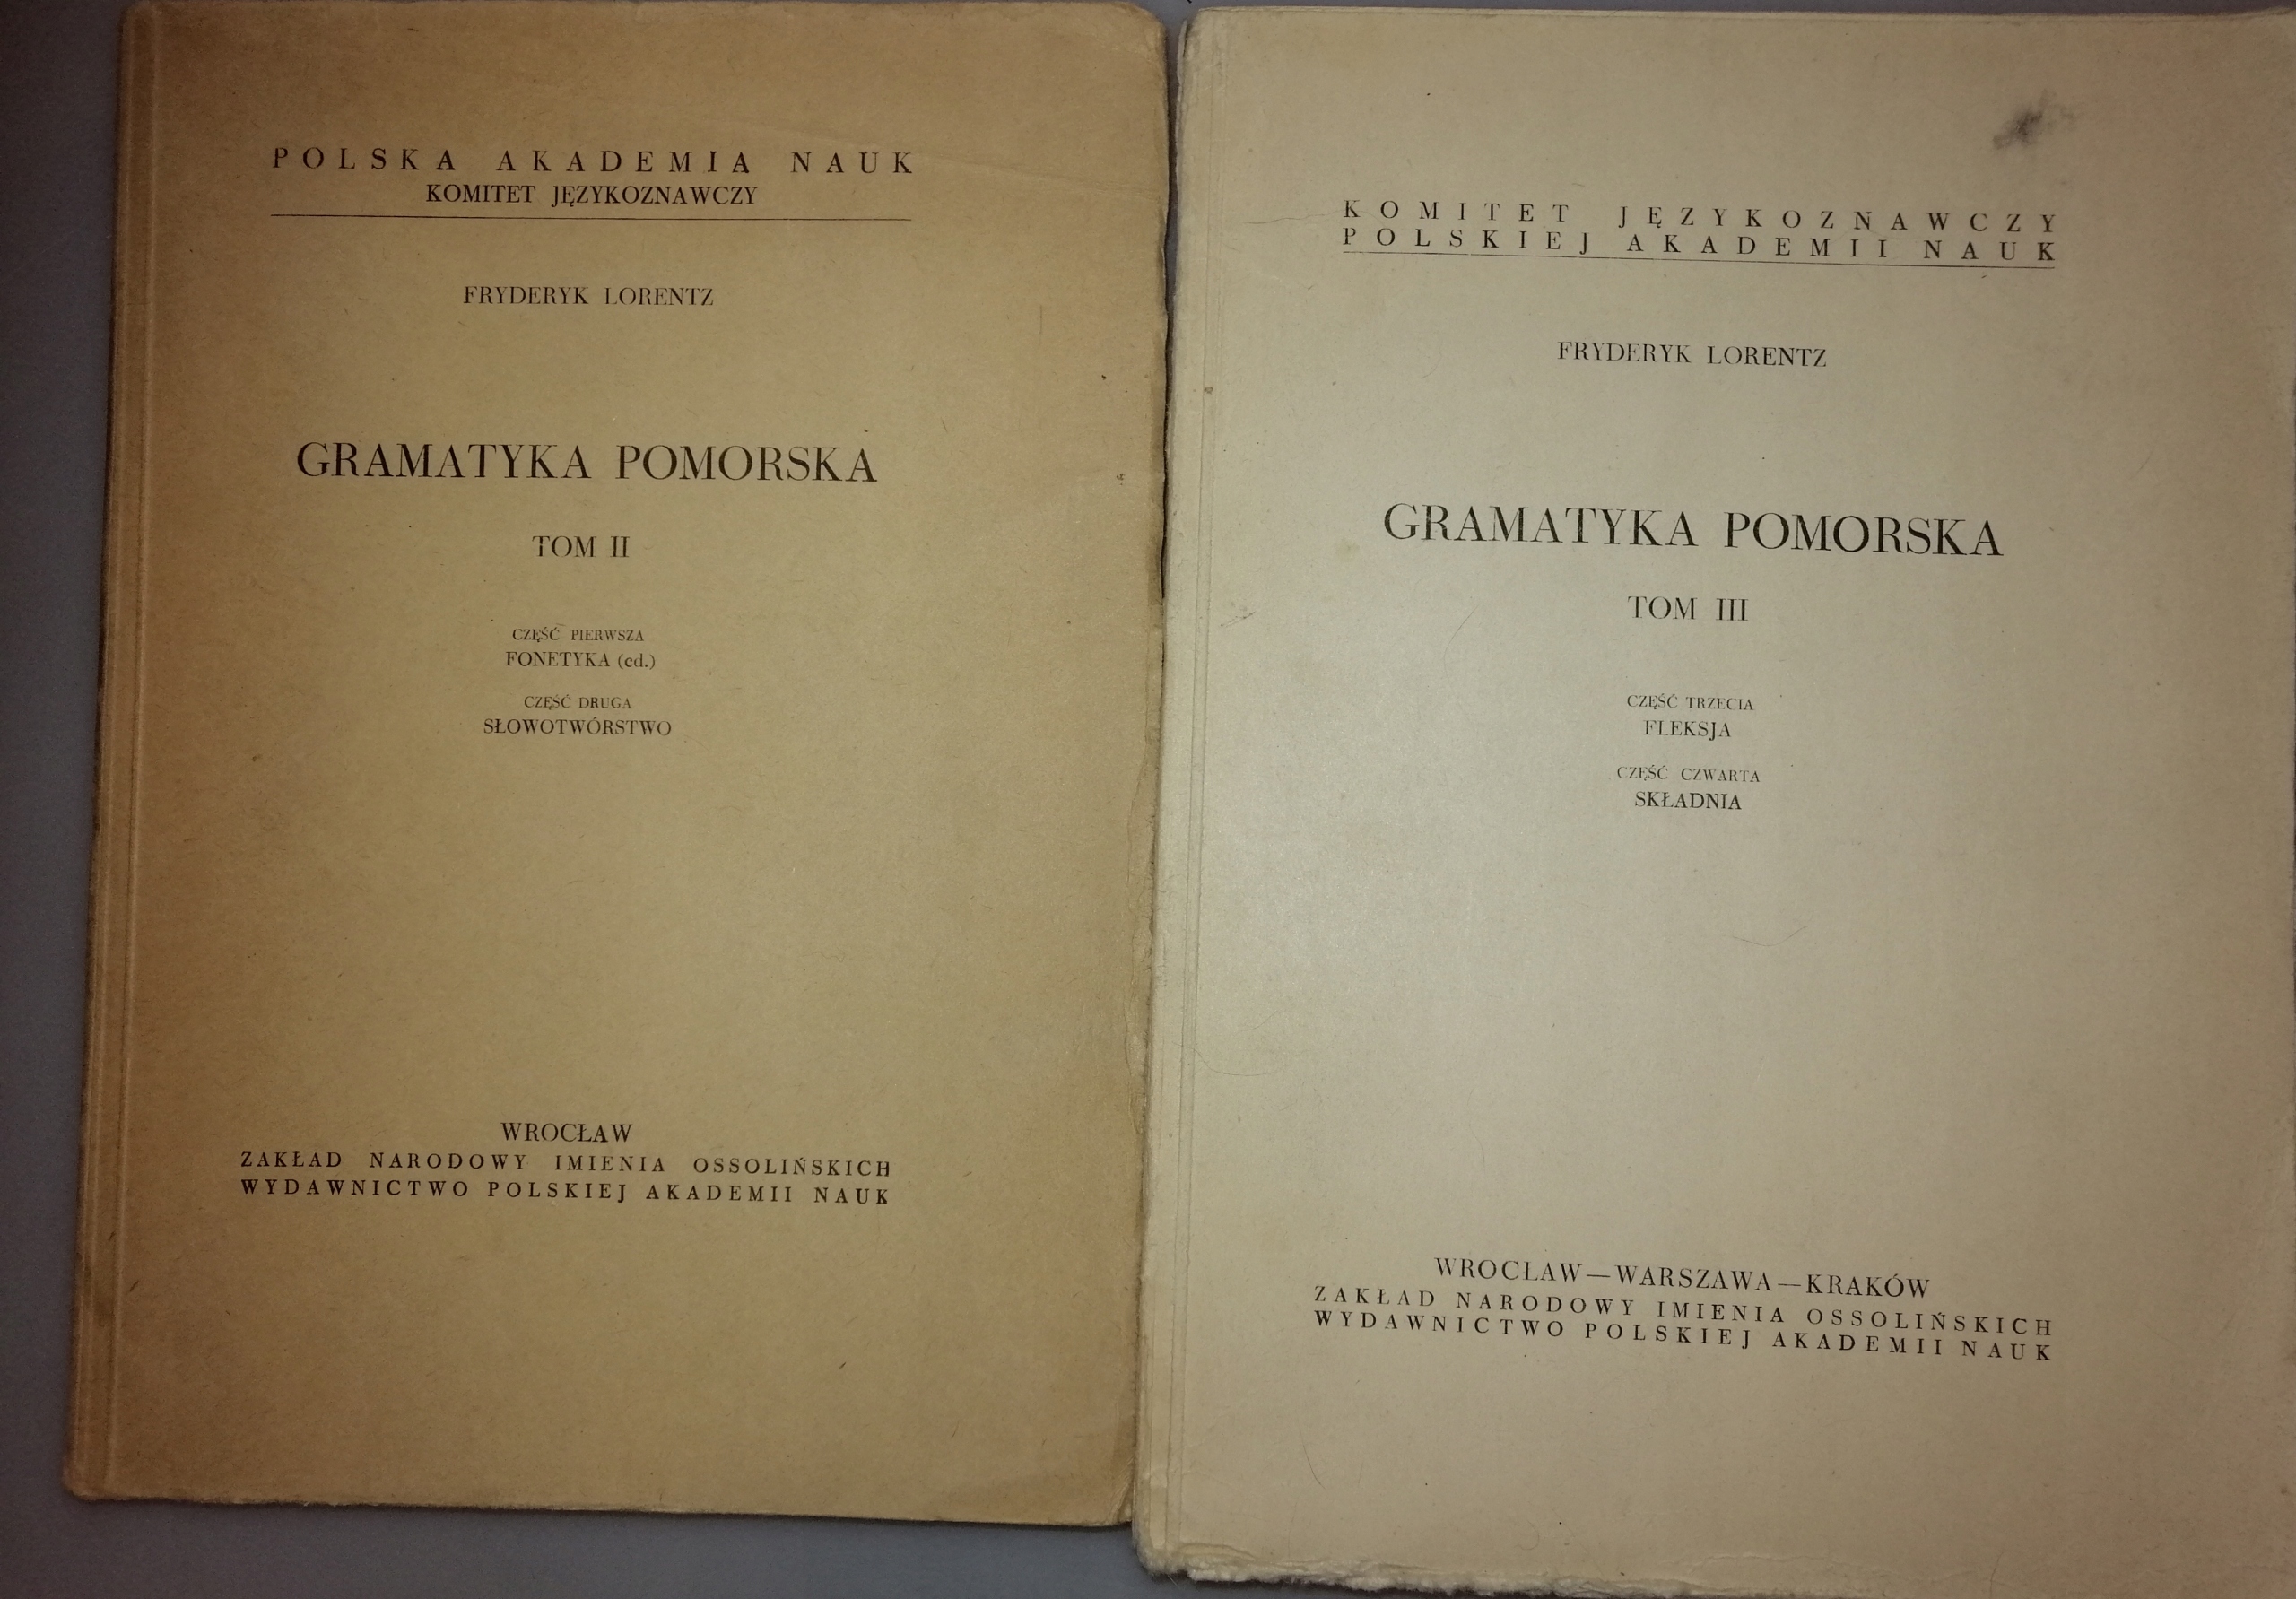 POLSKA AKADEMIA NAUK
KOMITET JĘZYKOZNAWCZY
FRYDERYK LORENTZ
GRAMATYKA POMORSKA
TOM II
CZĘŚĆ PIERWSZA
FONETYKA (cd.)
CZĘŚĆ DRUGA
SŁOWOTWÓRSTWO
WROCŁAW
ZAKŁAD NARODOWY IMIENIA OSSOLIŃSKICH
WYDAWNICTWO POLSKIEJ AKADEMII NAUK
KOMITET JĘZYKOZNAWCZY
POLSKIEJ AKADEMII NAUK
FRYDERYK LORENTZ
GRAMATYKA POMORSKA
TOM III
CZĘŚĆ TRZECIA
FLEKSJA
CZĘŚĆ CZWARTA
SKŁADNIA
WROCŁAW—WARSZAWA—KRAKÓW
ZAKŁAD NARODOWY IMIENIA OSSOLIŃSKICH
WYDAWNICTWO POLSKIEJ AKADEMII NAUK